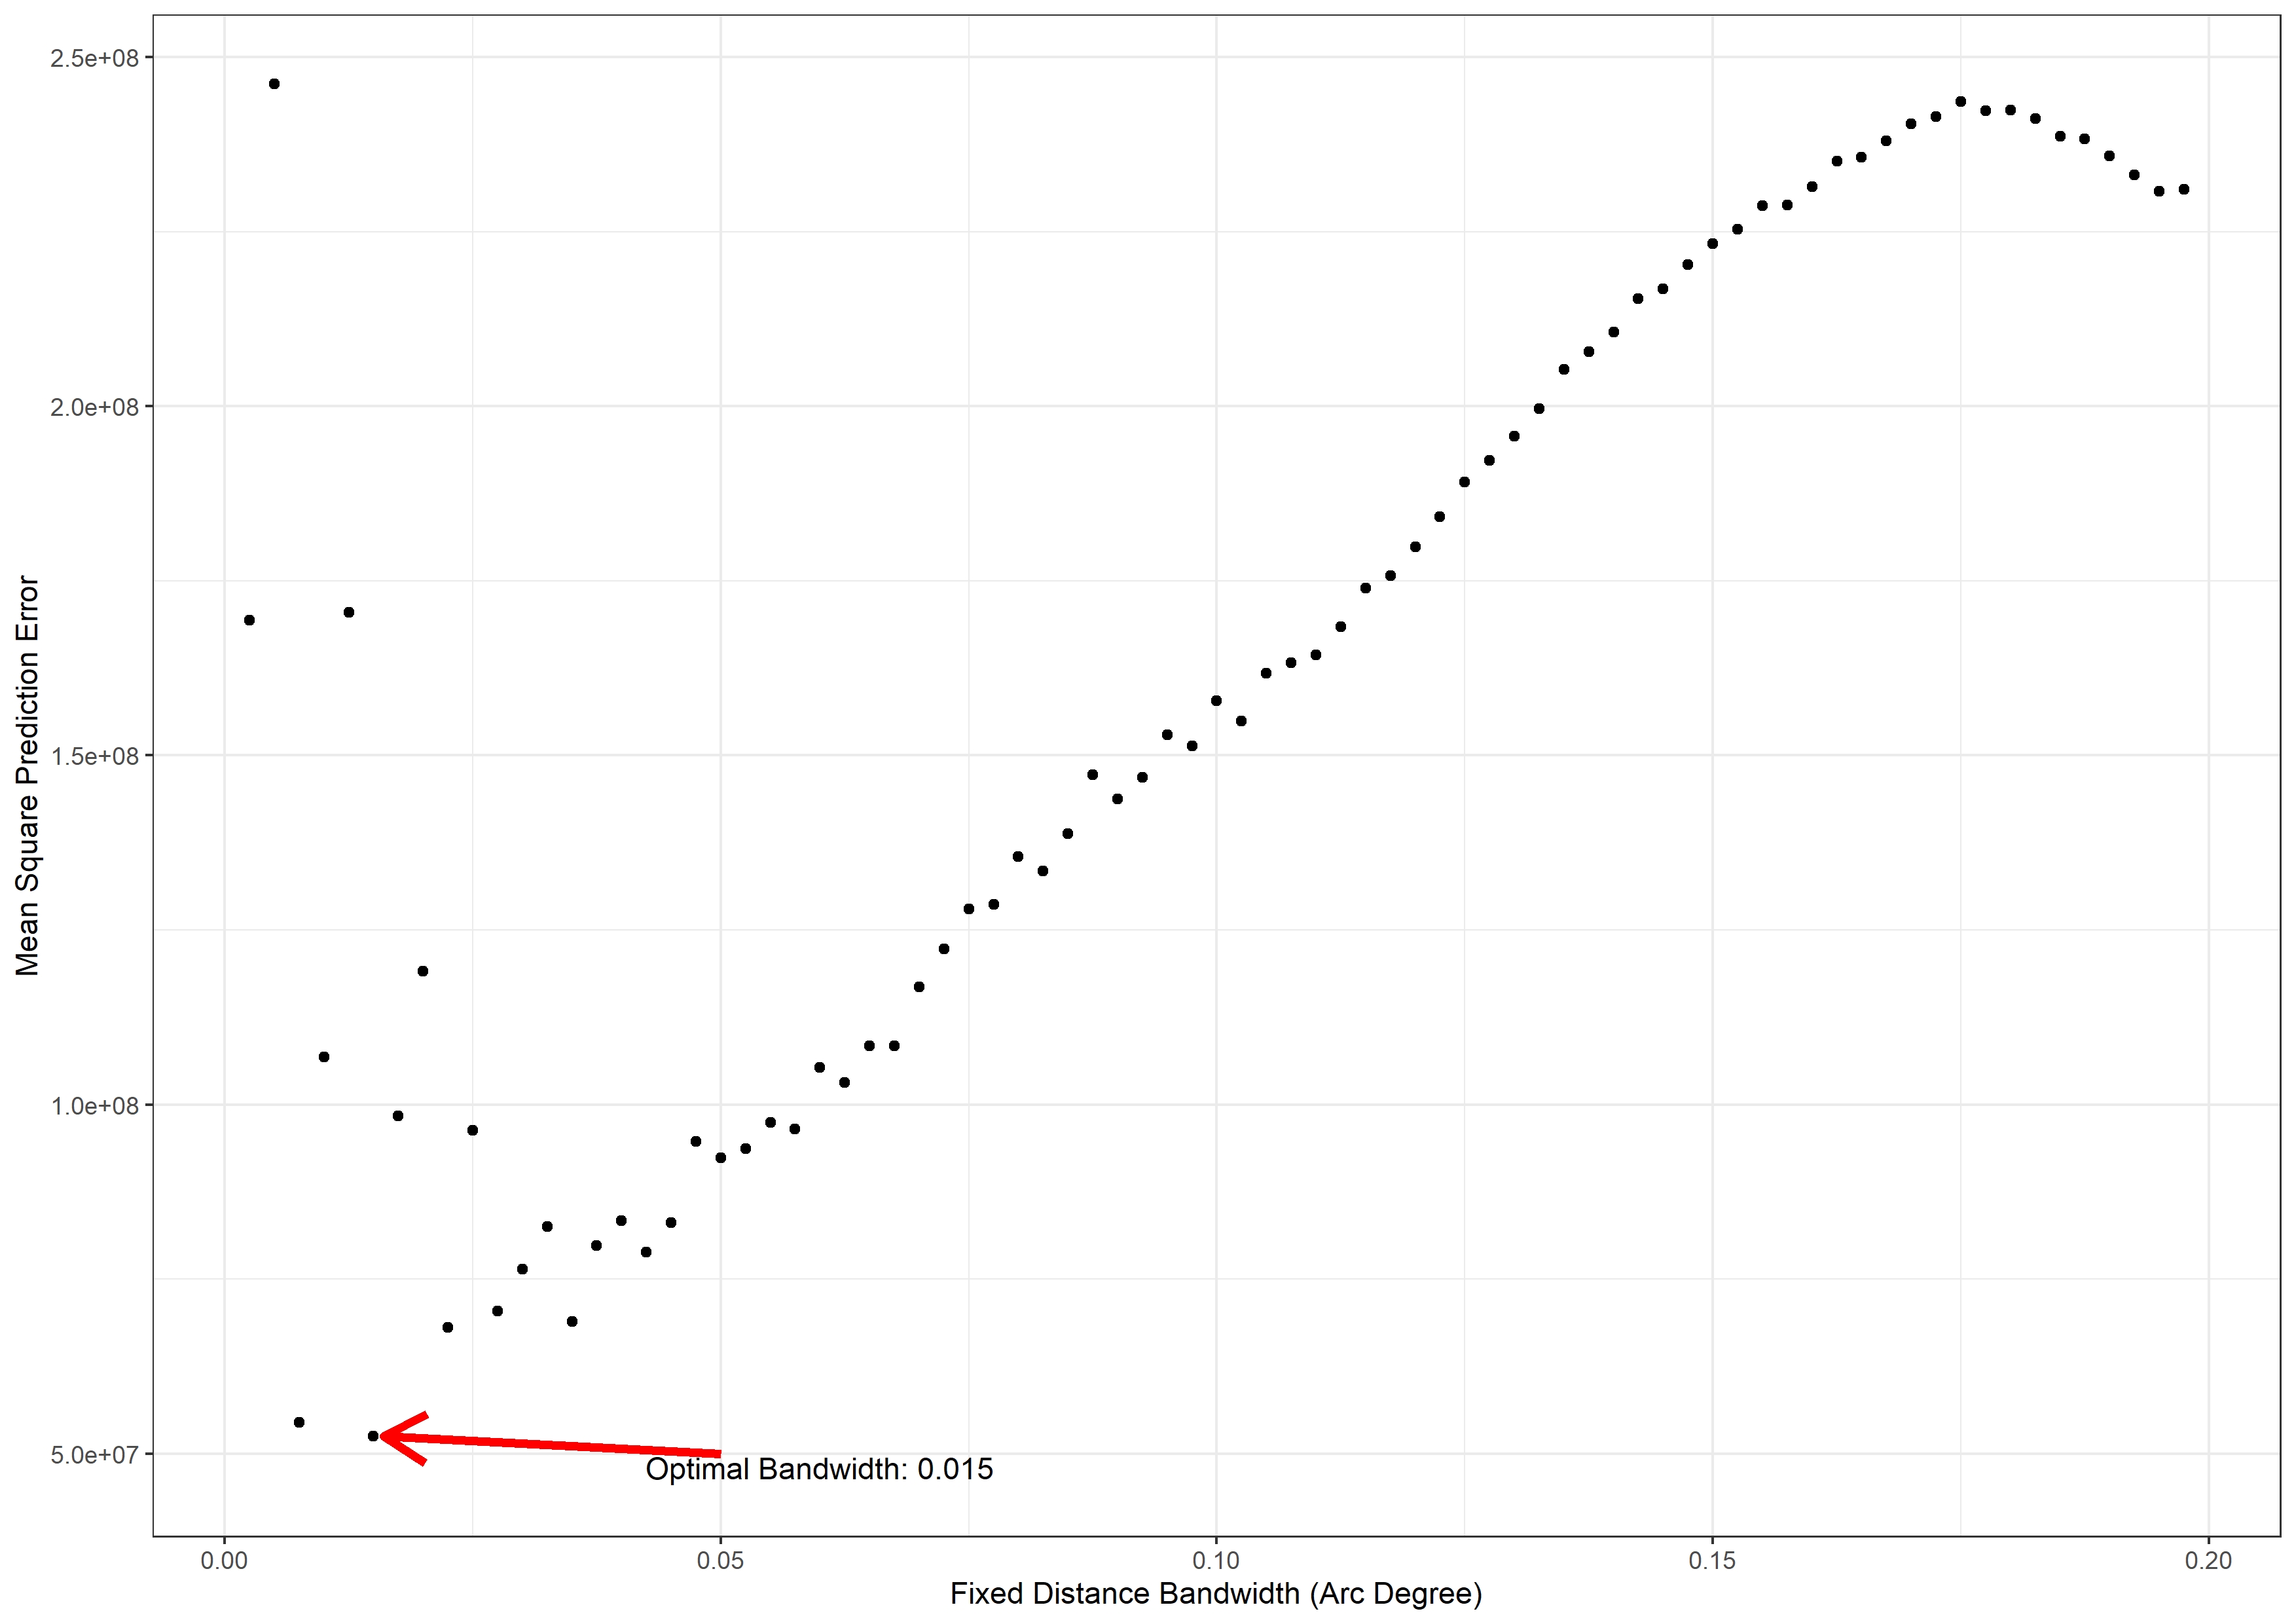 2.5e+08
2.0e+08
1.5e+08
1.0e+08
5.0e+07
Mean Square Prediction Error
Optimal Bandwidth: 0.015
0.00 0.05 0.10 0.15 0.20
Fixed Distance Bandwidth (Arc Degree)